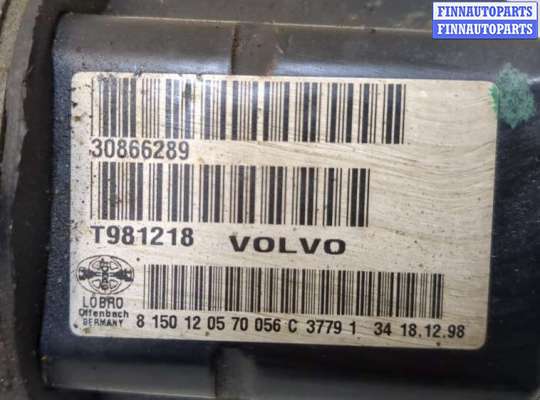 FINNAUTOPARTS
FINNAUTOPARTS
30866289
T981218 VOLVO
LÖBRO
Offenbach
GERMANY
8 150 12 05 70 056 C 3779 1 34 18.12.98